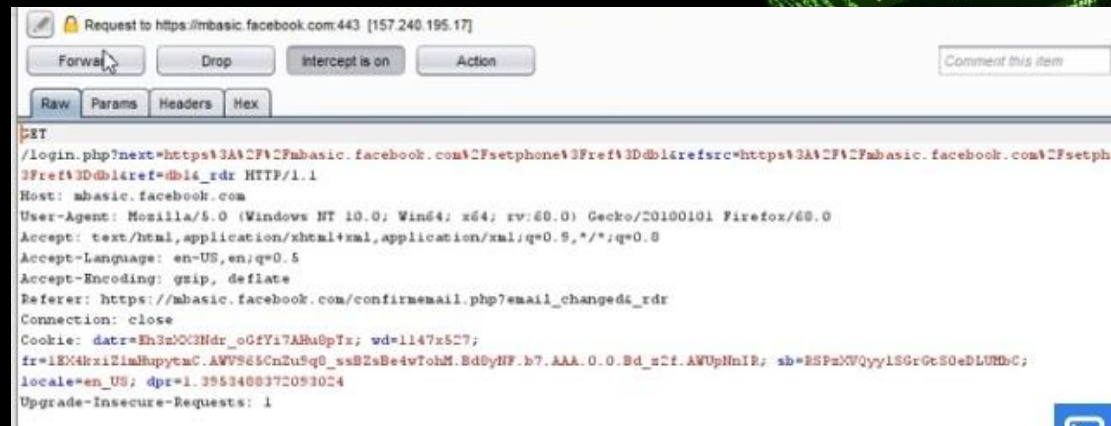 Request to https://mbasic.facebook.com:443 [157.240.195.17]
Forward Drop Intercept is on Action Comment this item
Raw Params Headers Hex
GET
/login.php?next=https%3A%2F%2Fmbasic.facebook.com%2Fsetphone%3Fref%3Ddbl&refsrc=https%3A%2F%2Fmbasic.facebook.com%2Fsetph
3Fref%3Ddbl&ref=dbl&_rdr HTTP/1.1
Host: mbasic.facebook.com
User-Agent: Mozilla/5.0 (Windows NT 10.0; Win64; x64; rv:68.0) Gecko/20100101 Firefox/68.0
Accept: text/html,application/xhtml+xml,application/xml;q=0.9,*/*;q=0.8
Accept-Language: en-US,en;q=0.5
Accept-Encoding: gzip, deflate
Referer: https://mbasic.facebook.com/confirmemail.php?email_changed&_rdr
Connection: close
Cookie: wd=1147x527;
locale=en_US; dpr=1.3953488372093024
Upgrade-Insecure-Requests: 1